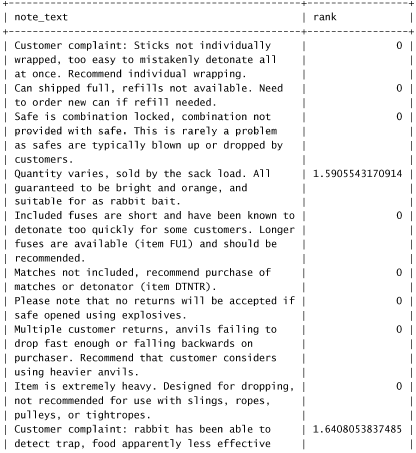 note_text | rank
Customer complaint: Sticks not individually | 0
wrapped, too easy to mistakenly detonate all
at once. Recommend individual wrapping.
Can shipped full, refills not available. Need | 0
to order new can if refill needed.
Safe is combination locked, combination not | 0
provided with safe. This is rarely a problem
as safes are typically blown up or dropped by
customers.
Quantity varies, sold by the sack load. All | 1.5905543170914
guaranteed to be bright and orange, and
suitable for as rabbit bait.
Included fuses are short and have been known to | 0
detonate too quickly for some customers. Longer
fuses are available (item FU1) and should be
recommended.
Matches not included, recommend purchase of | 0
matches or detonator (item DTNTR).
Please note that no returns will be accepted if | 0
safe opened using explosives.
Multiple customer returns, anvils failing to | 0
drop fast enough or falling backwards on
purchaser. Recommend that customer considers
using heavier anvils.
Item is extremely heavy. Designed for dropping, | 0
not recommended for use with slings, ropes,
pulleys, or tightropes.
Customer complaint: rabbit has been able to | 1.6408053837485
detect trap, food apparently less effective